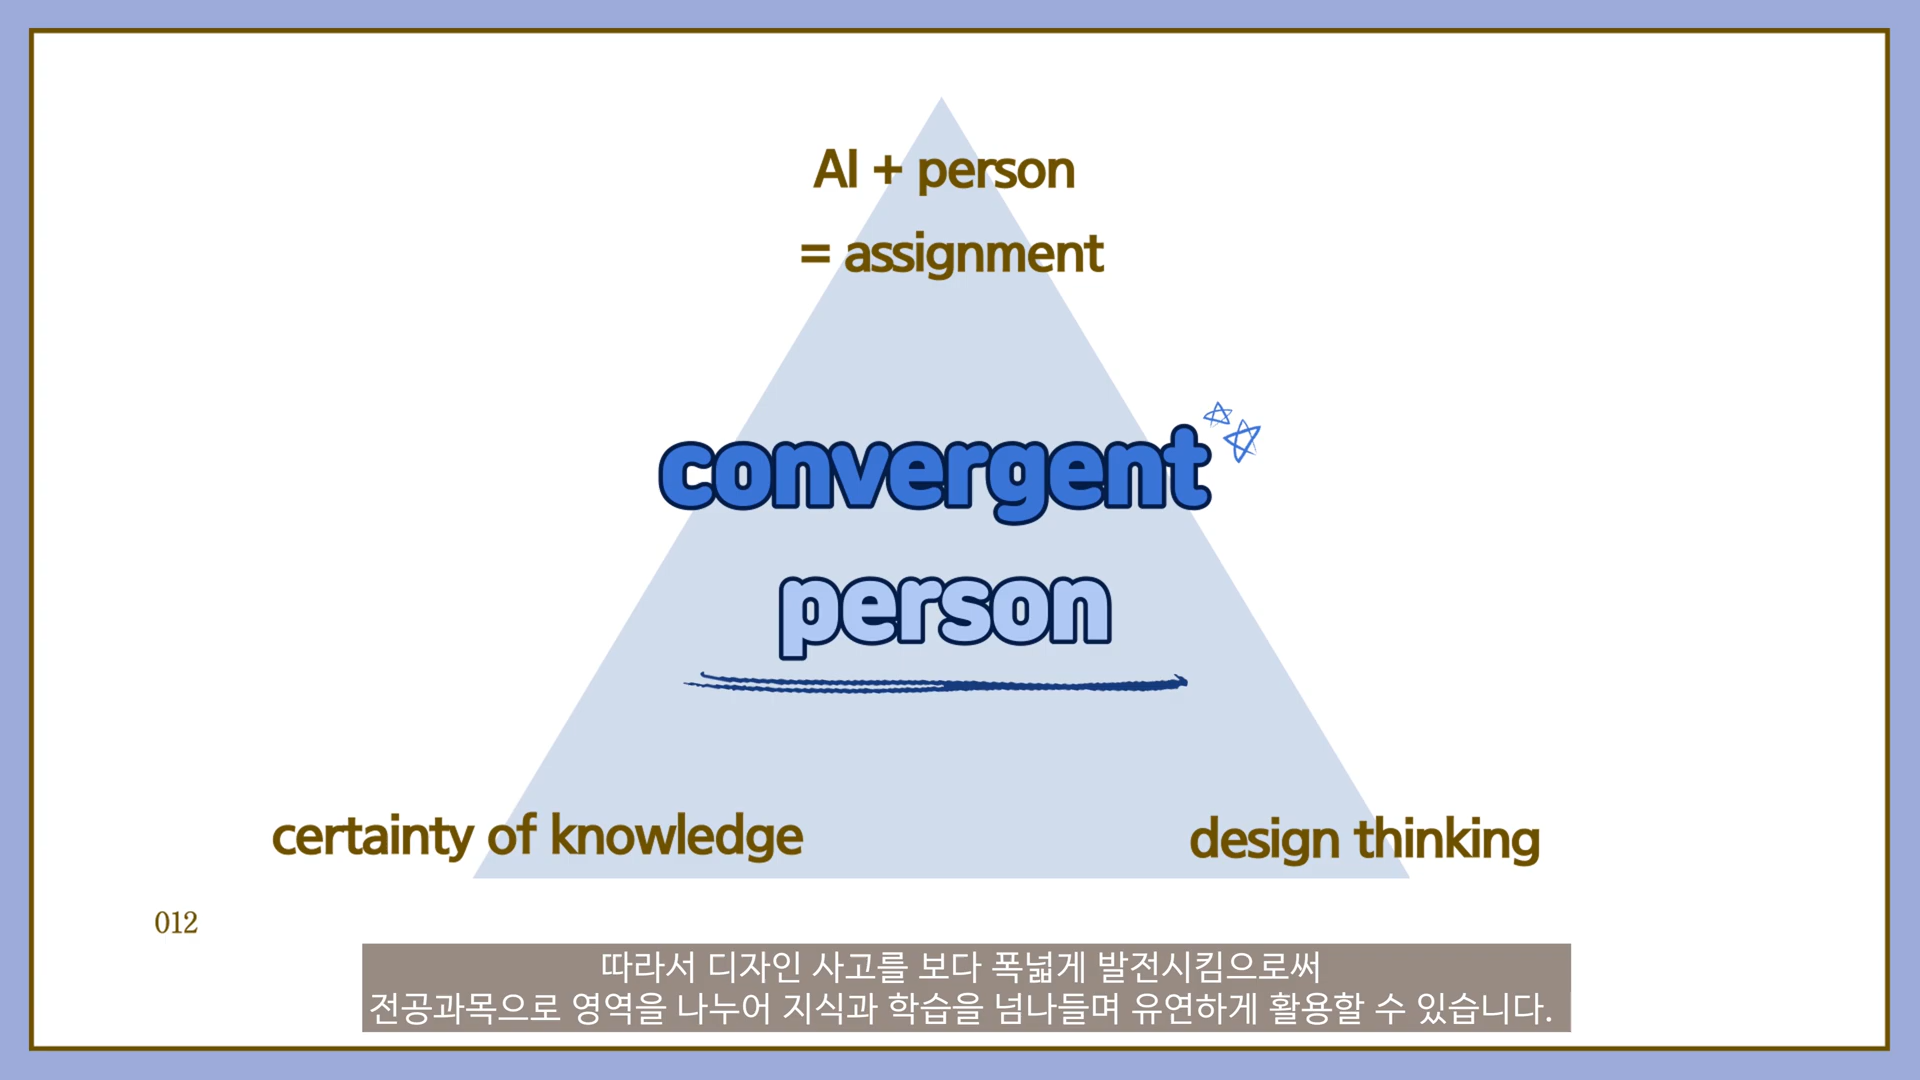 AI + person
= assignment
convergent
person
certainty of knowledge
design thinking
012
따라서 디자인 사고를 보다 폭넓게 발전시킴으로써
전공과목으로 영역을 나누어 지식과 학습을 넘나들며 유연하게 활용할 수 있습니다.